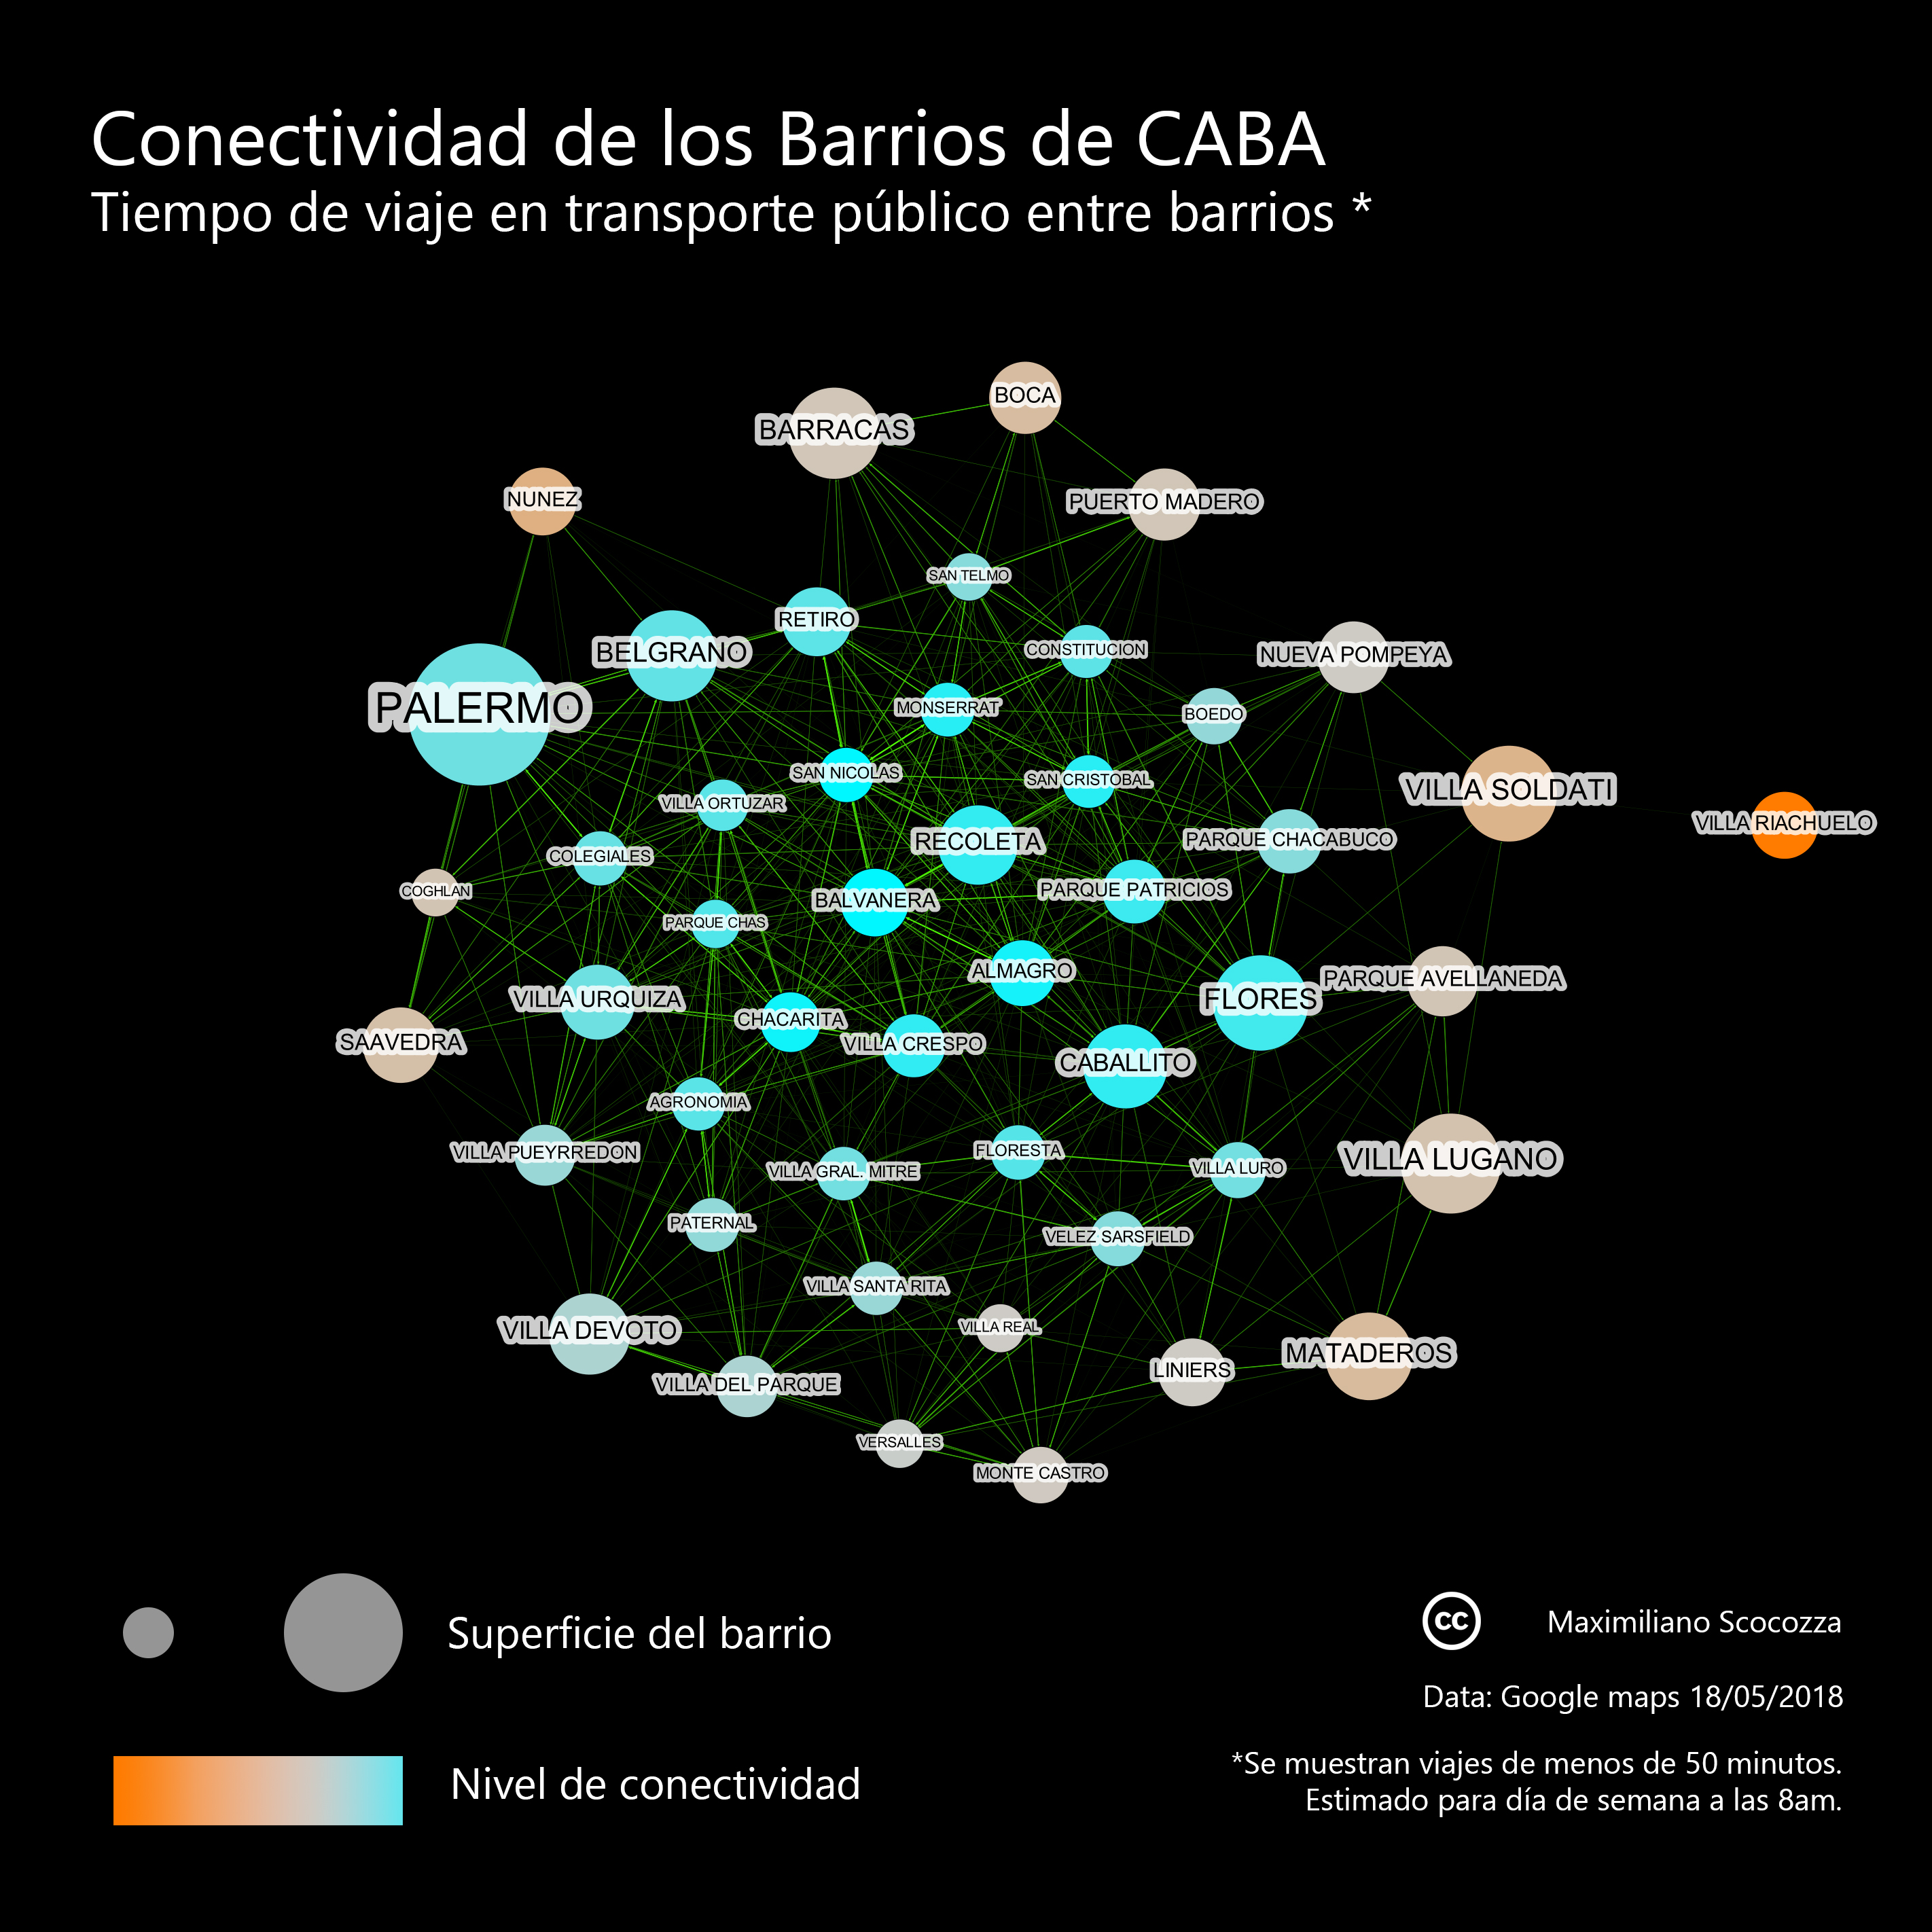 Conectividad de los Barrios de CABA
Tiempo de viaje en transporte público entre barrios *
BOCA
BARRACAS
NUNEZ
PUERTO MADERO
SAN TELMO
RETIRO
BELGRANO
CONSTITUCION
NUEVA POMPEYA
PALERMO
MONSERRAT
BOEDO
SAN NICOLAS
SAN CRISTOBAL
VILLA SOLDATI
VILLA ORTUZAR
VILLA RIACHUELO
RECOLETA
PARQUE CHACABUCO
COLEGIALES
COGHLAN
BALVANERA
PARQUE PATRICIOS
PARQUE CHAS
ALMAGRO
PARQUE AVELLANEDA
VILLA URQUIZA
FLORES
CHACARITA
SAAVEDRA
VILLA CRESPO
CABALLITO
AGRONOMIA
VILLA PUEYRREDON
FLORESTA
VILLA LUGANO
VILLA GRAL. MITRE
VILLA LURO
PATERNAL
VELEZ SARSFIELD
VILLA SANTA RITA
VILLA DEVOTO
VILLA REAL
MATADEROS
LINIERS
VILLA DEL PARQUE
VERSALLES
MONTE CASTRO
Superficie del barrio
Nivel de conectividad
cc Maximiliano Scocozza
Data: Google maps 18/05/2018
*Se muestran viajes de menos de 50 minutos.
Estimado para día de semana a las 8am.